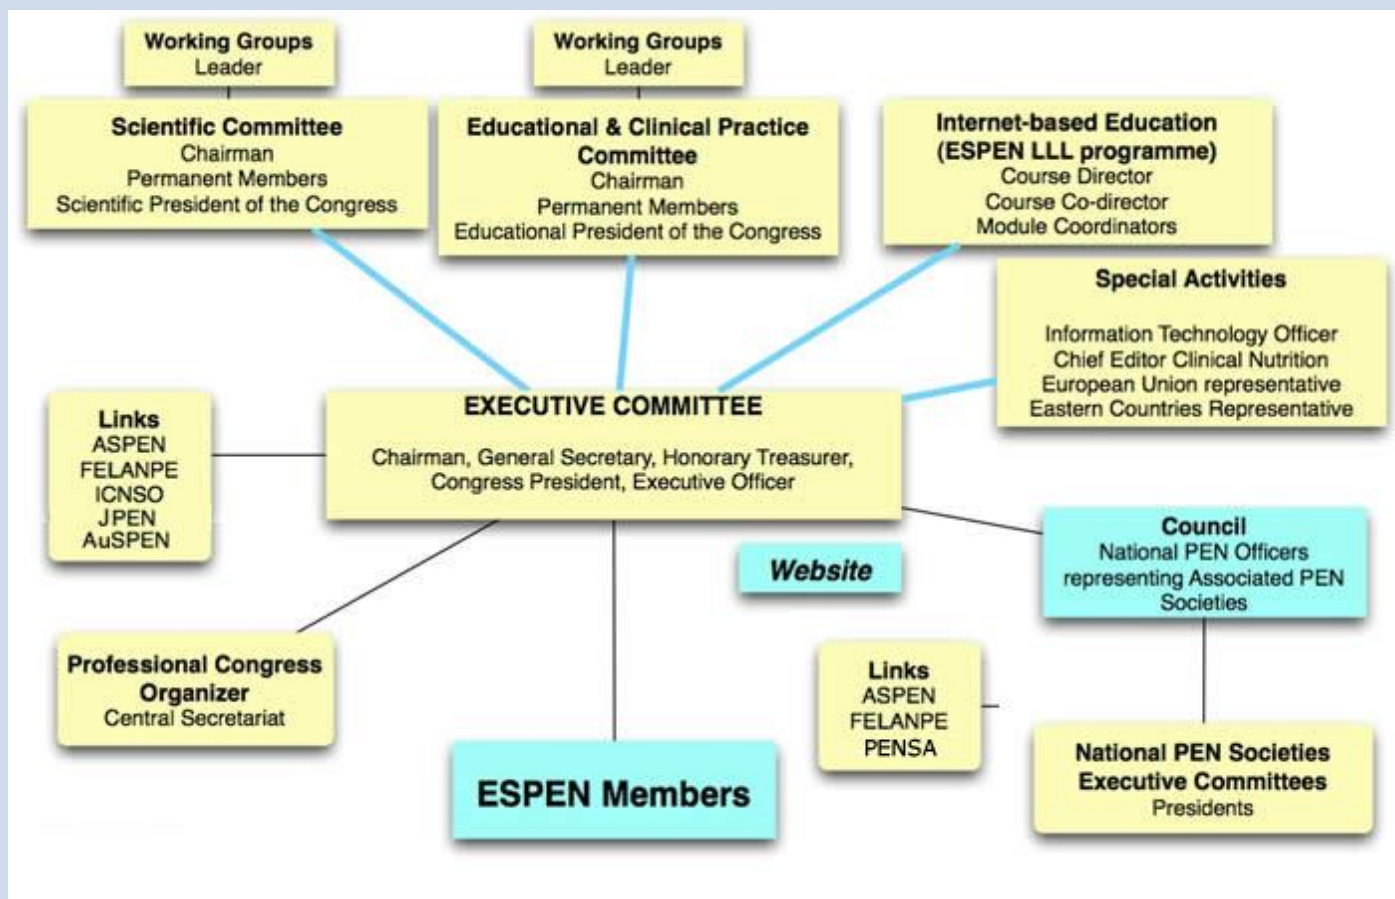 Working Groups
Leader
Working Groups
Leader
Scientific Committee
Chairman
Permanent Members
Scientific President of the Congress
Educational & Clinical Practice
Committee
Chairman
Permanent Members
Educational President of the Congress
Internet-based Education
(ESPEN LLL programme)
Course Director
Course Co-director
Module Coordinators
Special Activities
Information Technology Officer
Chief Editor Clinical Nutrition
European Union representative
Eastern Countries Representative
Links
ASPEN
FELANPE
ICNSO
JPEN
AuSPEN
EXECUTIVE COMMITTEE
Chairman, General Secretary, Honorary Treasurer,
Congress President, Executive Officer
Council
National PEN Officers
representing Associated PEN
Societies
Website
Professional Congress
Organizer
Central Secretariat
Links
ASPEN
FELANPE
PENSA
National PEN Societies
Executive Committees
Presidents
ESPEN Members